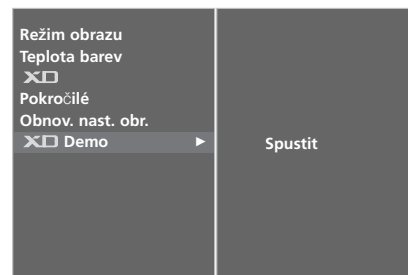 Režim obrazu
Teplota barev
XD
Pokročilé
Obnov. nast. obr.
XD Demo ►
Spustit